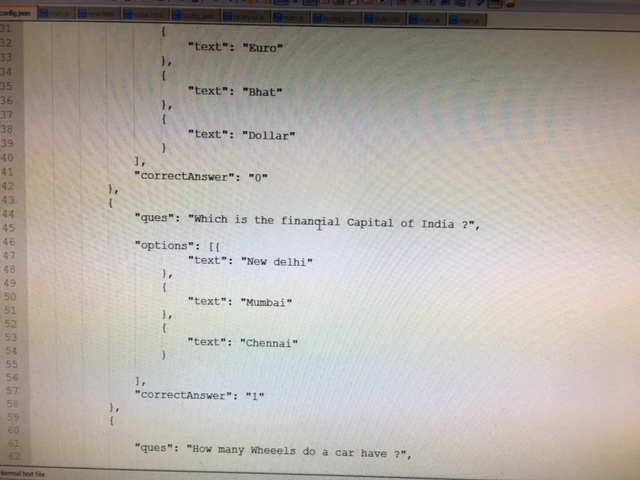 config.json
31 {
32 "text": "Euro"
33 },
34 {
35 "text": "Bhat"
36 },
37 {
38 "text": "Dollar"
39 }
40 ],
41 "correctAnswer": "0"
42 },
43 {
44 "ques": "Which is the financial Capital of India ?",
45
46 "options": [{
47 "text": "New delhi"
48 },
49 {
50 "text": "Mumbai"
51 },
52 {
53 "text": "Chennai"
54 }
55
56 ],
57 "correctAnswer": "1"
58 },
59 {
60
61 "ques": "How many Wheeels do a car have ?",
62
Normal text file